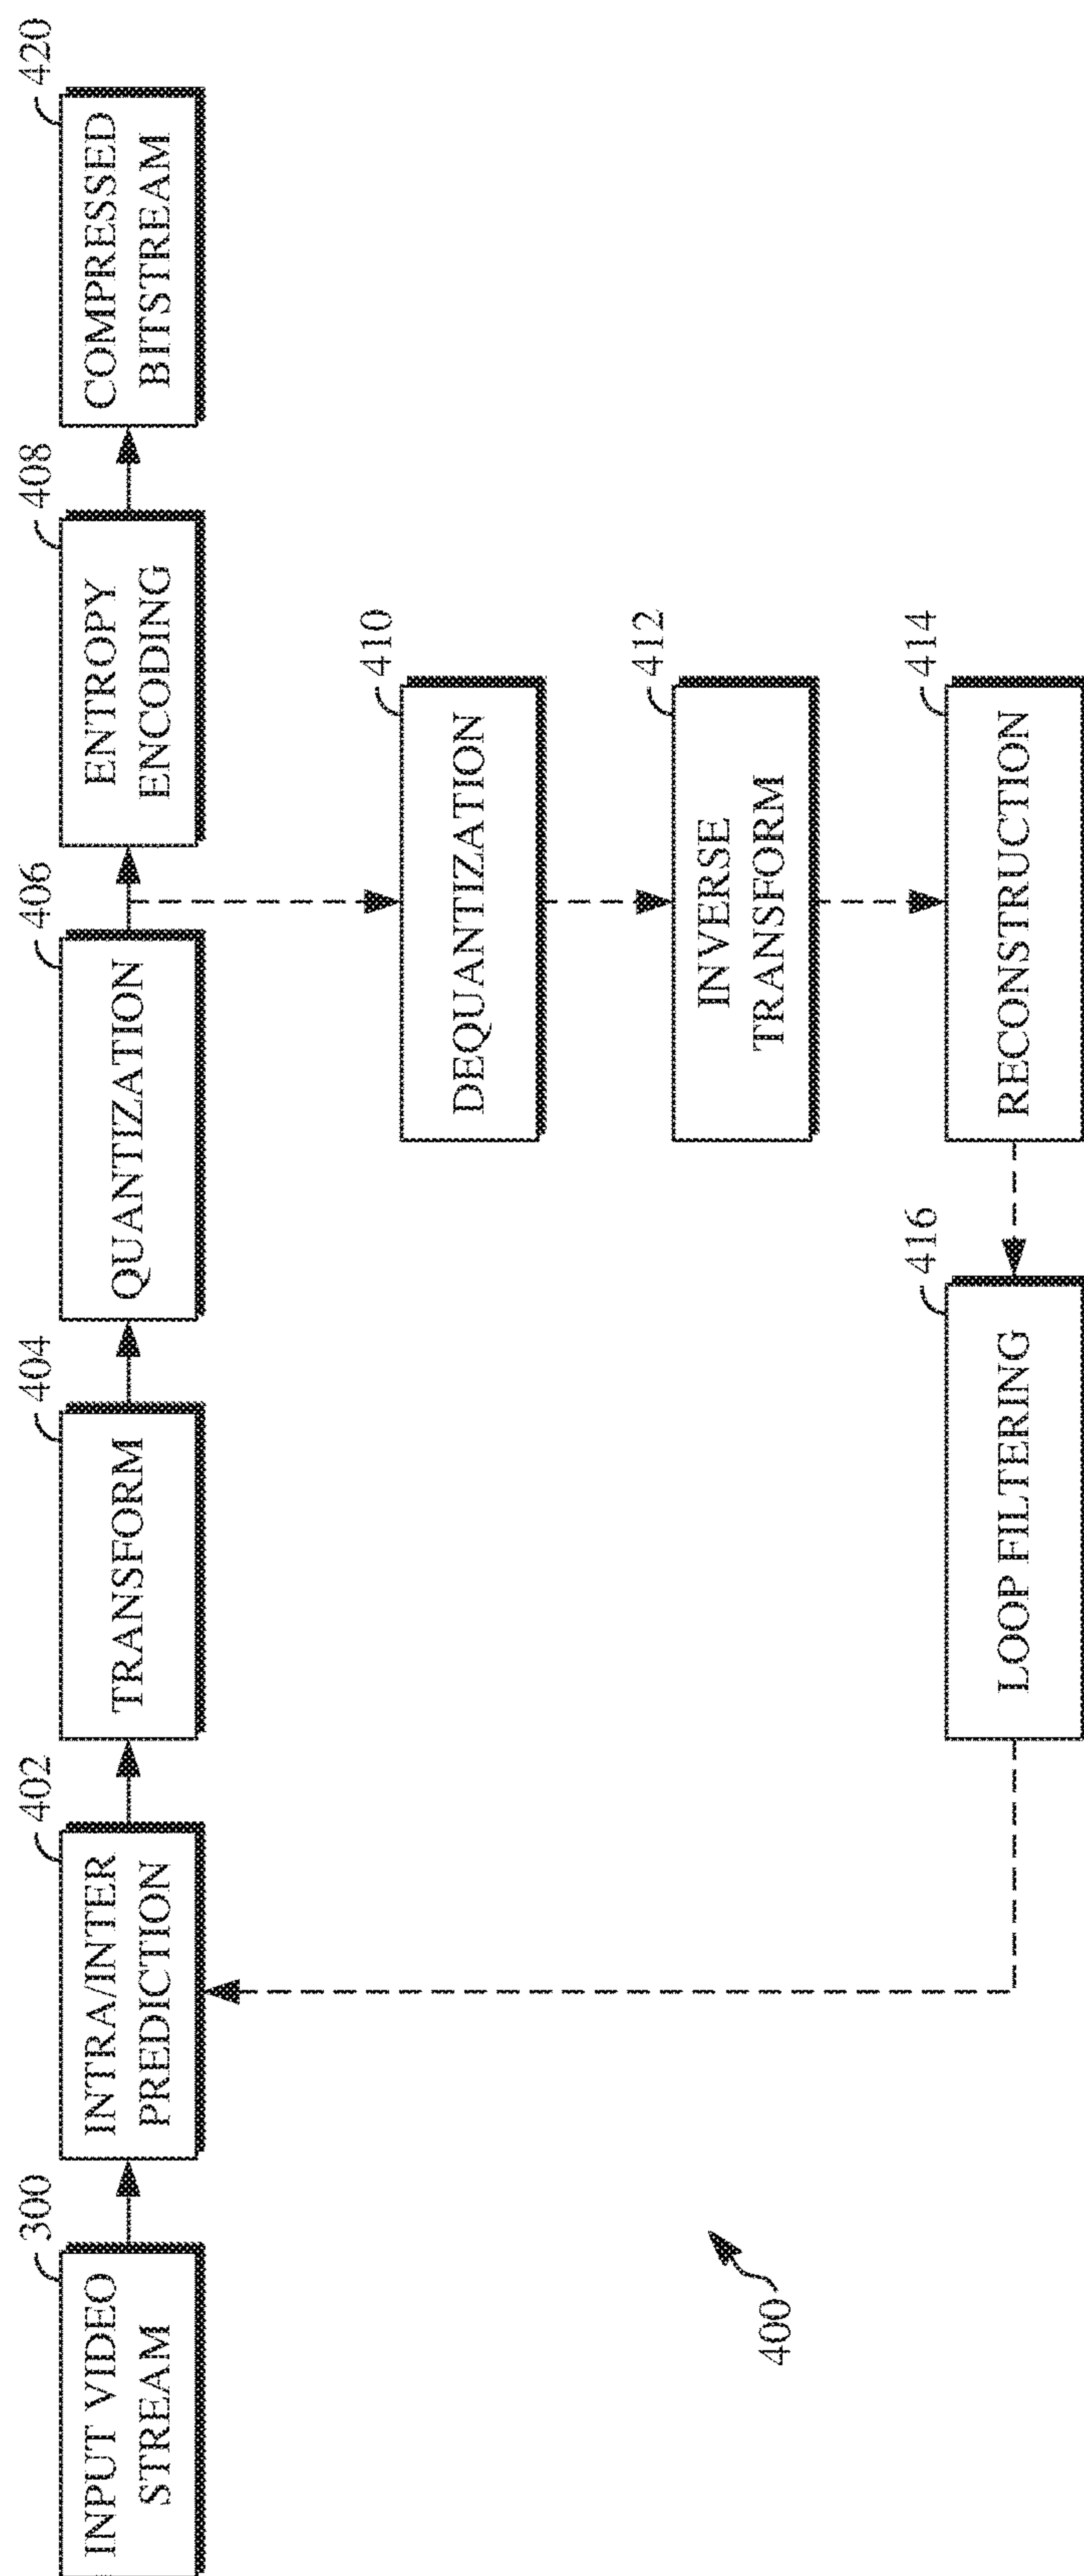 300
INPUT VIDEO
STREAM
402
INTRA/INTER
PREDICTION
404
TRANSFORM
406
QUANTIZATION
408
ENTROPY
ENCODING
420
COMPRESSED
BITSTREAM
410
DEQUANTIZATION
412
INVERSE
TRANSFORM
414
RECONSTRUCTION
416
LOOP FILTERING
400